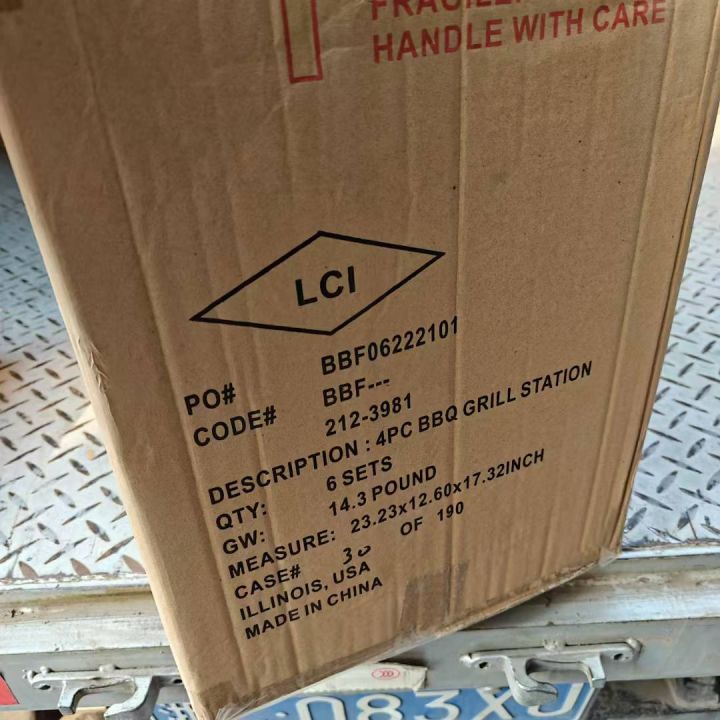 HANDLE WITH CARE
LCI
PO# BBF06222101
CODE# BBF---
212-3981
DESCRIPTION : 4PC BBQ GRILL STATION
QTY: 6 SETS
GW: 14.3 POUND
MEASURE: 23.23x12.60x17.32INCH
CASE# 30 OF 190
ILLINOIS, USA
MADE IN CHINA